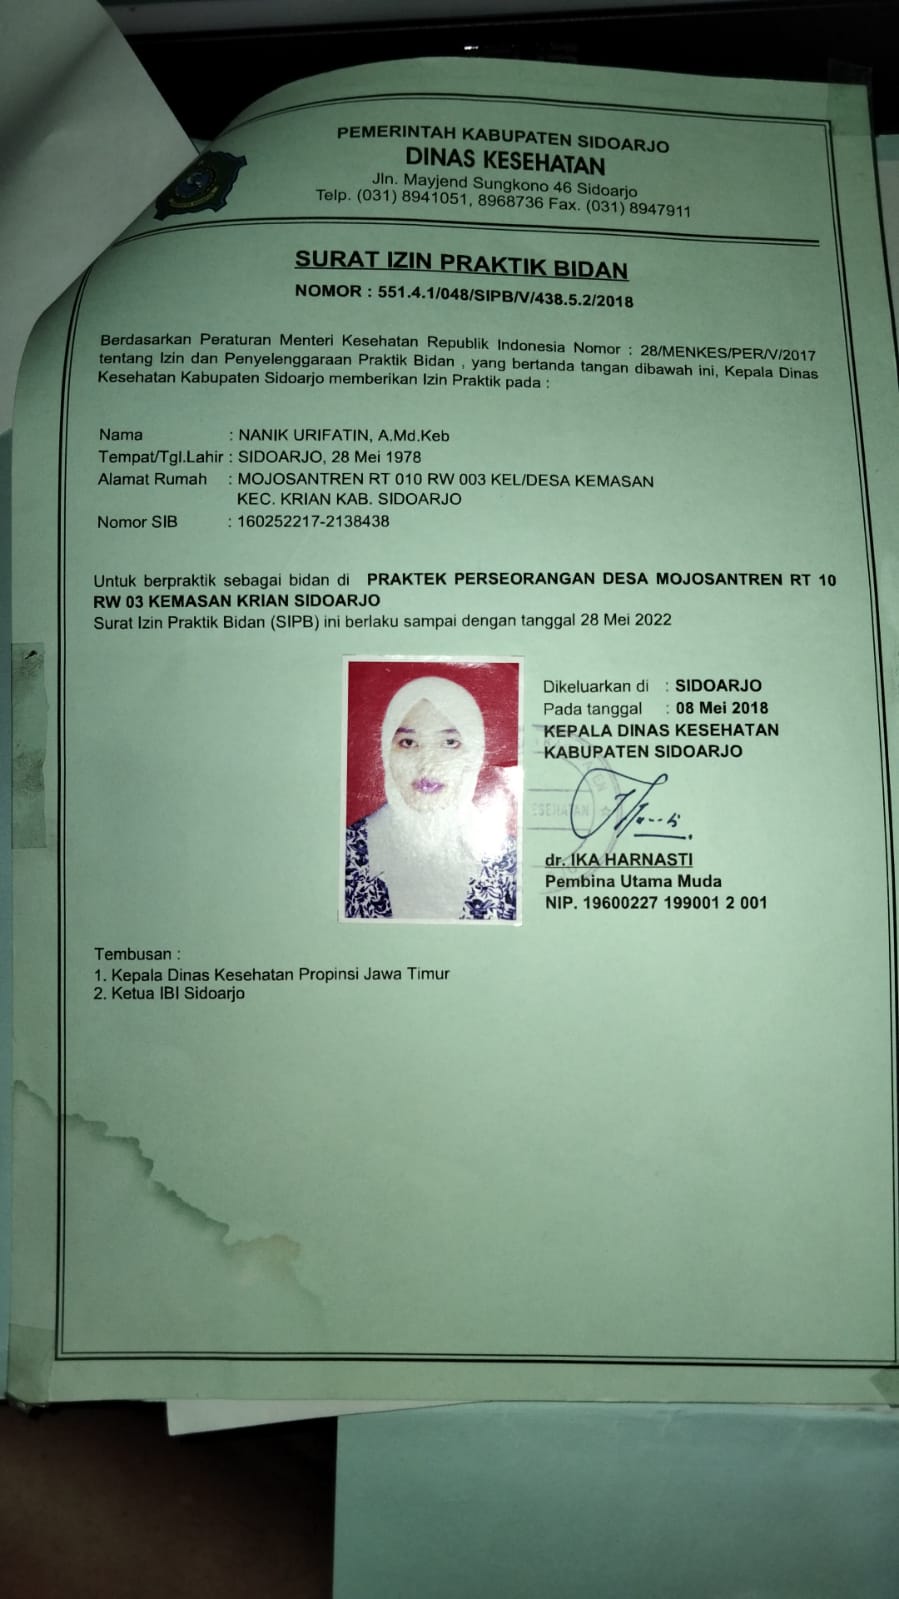 PEMERINTAH KABUPATEN SIDOARJO
DINAS KESEHATAN
Jln. Mayjend Sungkono 46 Sidoarjo
Telp. (031) 8941051, 8968736 Fax. (031) 8947911
SURAT IZIN PRAKTIK BIDAN
NOMOR : 551.4.1/048/SIPB/V/438.5.2/2018
Berdasarkan Peraturan Menteri Kesehatan Republik Indonesia Nomor : 28/MENKES/PER/V/2017
tentang Izin dan Penyelenggaraan Praktik Bidan , yang bertanda tangan dibawah ini, Kepala Dinas
Kesehatan Kabupaten Sidoarjo memberikan Izin Praktik pada :
Nama : NANIK URIFATIN, A.Md.Keb
Tempat/Tgl.Lahir : SIDOARJO, 28 Mei 1978
Alamat Rumah : MOJOSANTREN RT 010 RW 003 KEL/DESA KEMASAN
KEC. KRIAN KAB. SIDOARJO
Nomor SIB : 160252217-2138438
Untuk berpraktik sebagai bidan di PRAKTEK PERSEORANGAN DESA MOJOSANTREN RT 10
RW 03 KEMASAN KRIAN SIDOARJO
Surat Izin Praktik Bidan (SIPB) ini berlaku sampai dengan tanggal 28 Mei 2022
Dikeluarkan di : SIDOARJO
Pada tanggal : 08 Mei 2018
KEPALA DINAS KESEHATAN
KABUPATEN SIDOARJO
dr. IKA HARNASTI
Pembina Utama Muda
NIP. 19600227 199001 2 001
Tembusan :
1. Kepala Dinas Kesehatan Propinsi Jawa Timur
2. Ketua IBI Sidoarjo